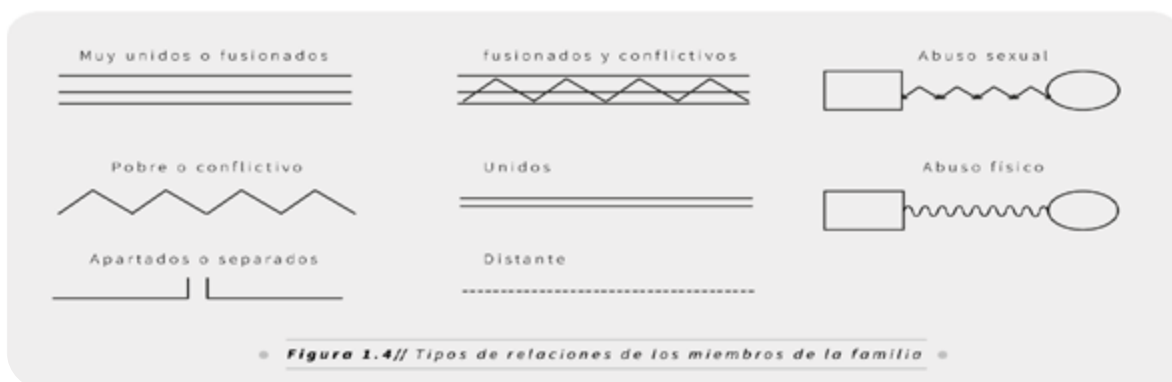 Muy unidos o fusionados
fusionados y conflictivos
Abuso sexual
Pobre o conflictivo
Unidos
Abuso físico
Apartados o separados
Distante
Figura 1.4// Tipos de relaciones de los miembros de la familia